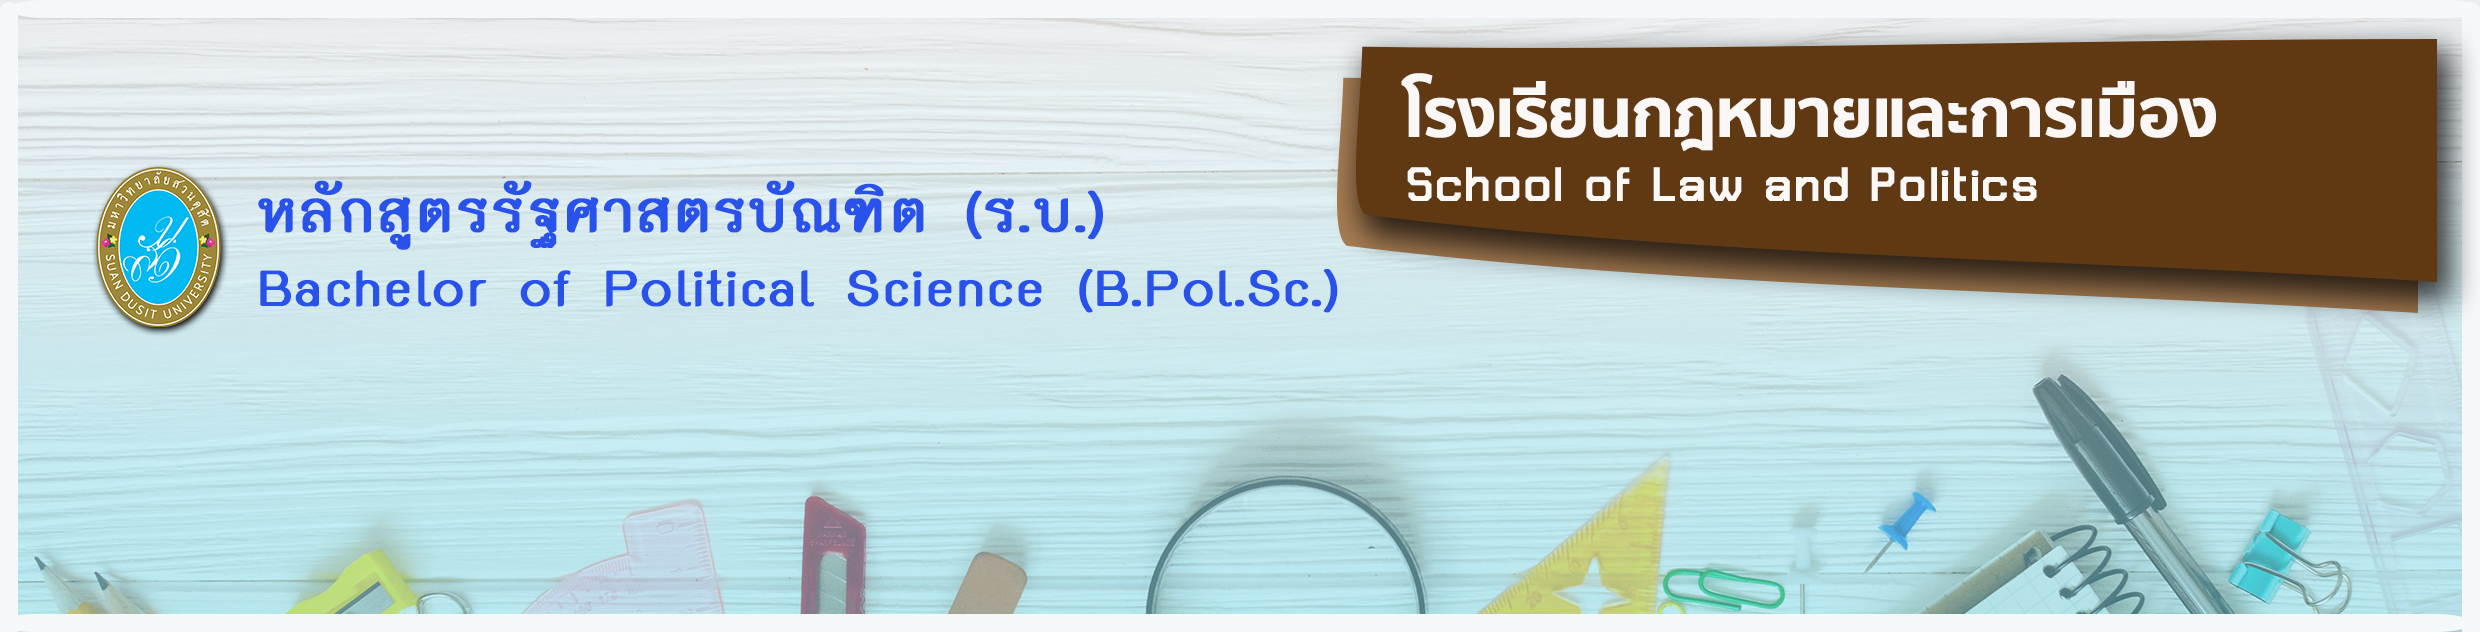 โรงเรียนกฎหมายและการเมือง
School of Law and Politics
มหาวิทยาลัยสวนดุสิต
SUAN DUSIT UNIVERSITY
หลักสูตรรัฐศาสตรบัณฑิต (ร.บ.)
Bachelor of Political Science (B.Pol.Sc.)